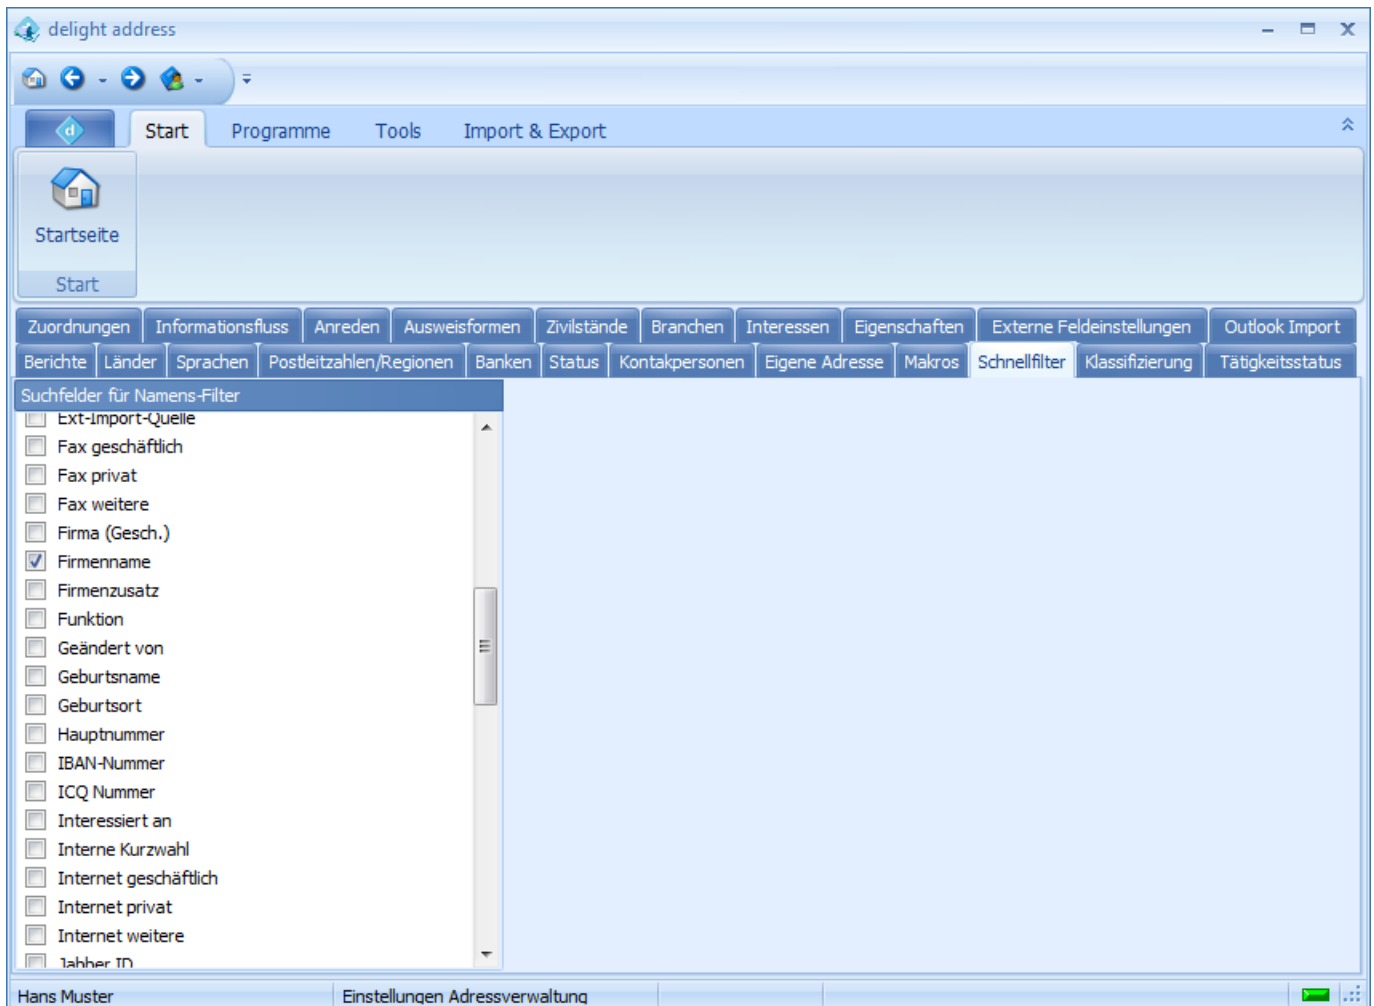 delight address
Start Programme Tools Import & Export
d
Startseite
Start
Zuordnungen Informationsfluss Anreden Ausweisformen Zivilstände Branchen Interessen Eigenschaften Externe Feldeinstellungen Outlook Import
Berichte Länder Sprachen Postleitzahlen/Regionen Banken Status Kontakpersonen Eigene Adresse Makros Schnellfilter Klassifizierung Tätigkeitsstatus
Suchfelder für Namens-Filter
Ext-Import-Quelle
Fax geschäftlich
Fax privat
Fax weitere
Firma (Gesch.)
Firmenname
Firmenzusatz
Funktion
Geändert von
Geburtsname
Geburtsort
Hauptnummer
IBAN-Nummer
ICQ Nummer
Interessiert an
Interne Kurzwahl
Internet geschäftlich
Internet privat
Internet weitere
Jabber ID
Hans Muster Einstellungen Adressverwaltung